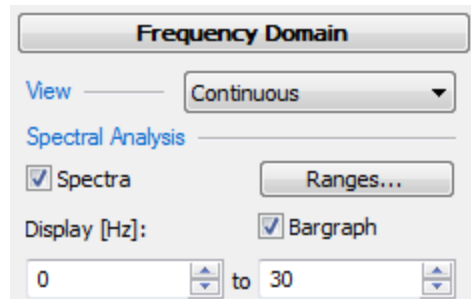 Frequency Domain
View Continuous
Spectral Analysis
Spectra Ranges...
Display [Hz]: Bargraph
0 to 30